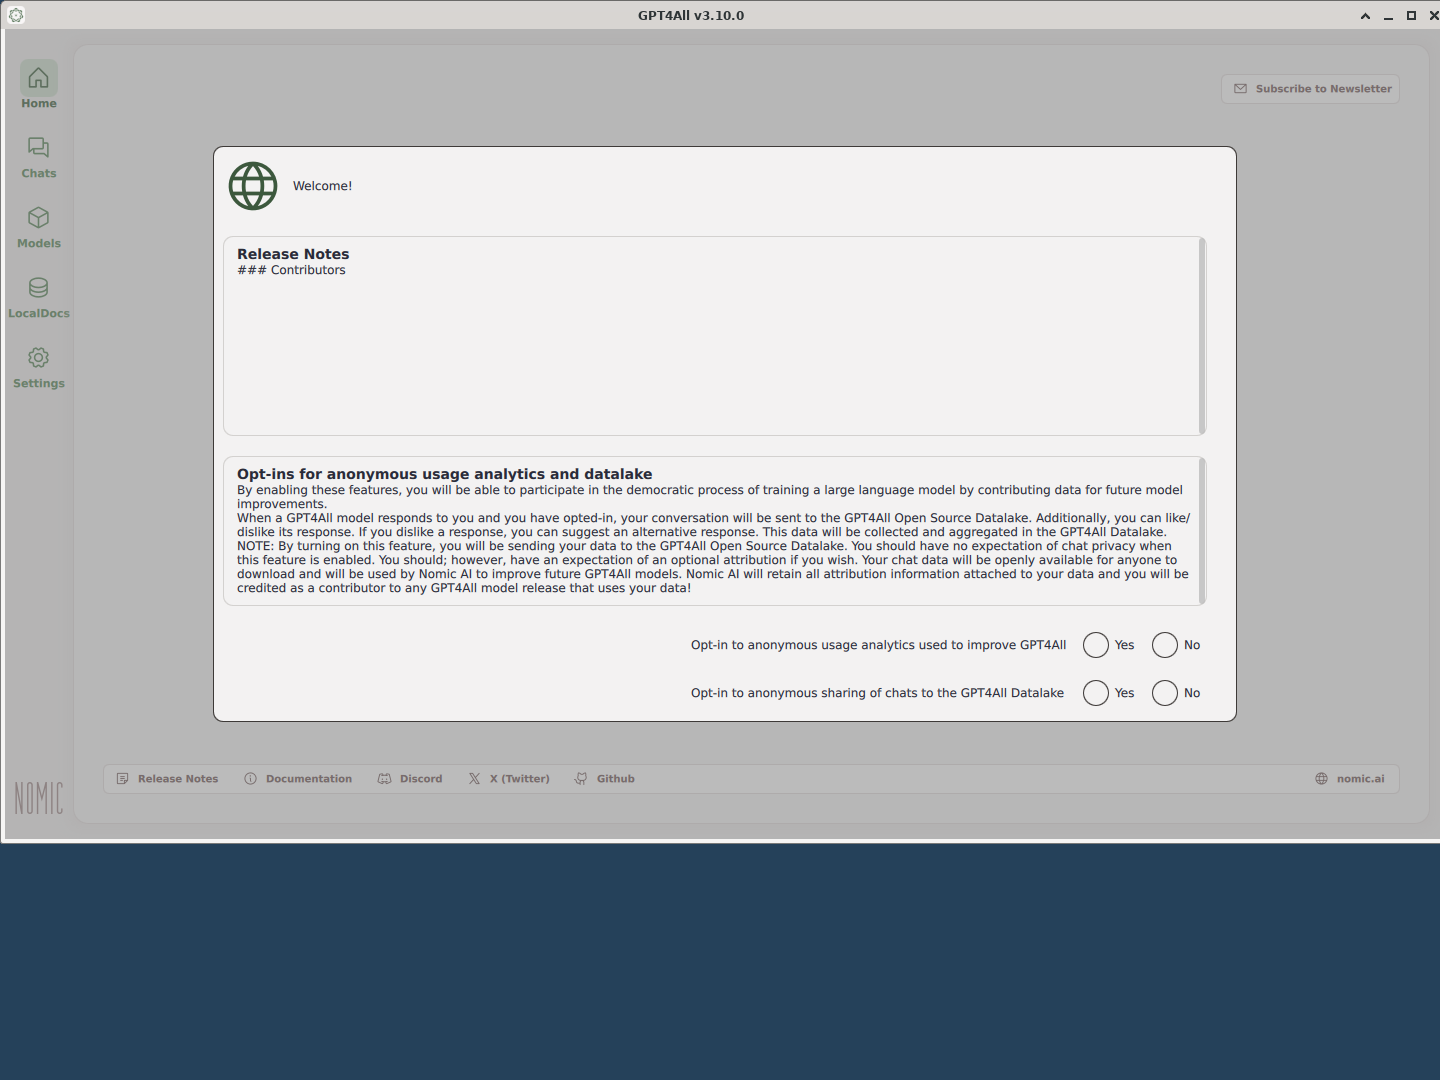 GPT4All v3.10.0
Home
Chats
Models
LocalDocs
Settings
NOMIC
Subscribe to Newsletter
Welcome!
Release Notes
### Contributors
Opt-ins for anonymous usage analytics and datalake
By enabling these features, you will be able to participate in the democratic process of training a large language model by contributing data for future model
improvements.
When a GPT4All model responds to you and you have opted-in, your conversation will be sent to the GPT4All Open Source Datalake. Additionally, you can like/
dislike its response. If you dislike a response, you can suggest an alternative response. This data will be collected and aggregated in the GPT4All Datalake.
NOTE: By turning on this feature, you will be sending your data to the GPT4All Open Source Datalake. You should have no expectation of chat privacy when
this feature is enabled. You should; however, have an expectation of an optional attribution if you wish. Your chat data will be openly available for anyone to
download and will be used by Nomic AI to improve future GPT4All models. Nomic AI will retain all attribution information attached to your data and you will be
credited as a contributor to any GPT4All model release that uses your data!
Opt-in to anonymous usage analytics used to improve GPT4All Yes No
Opt-in to anonymous sharing of chats to the GPT4All Datalake Yes No
Release Notes Documentation Discord X (Twitter) Github nomic.ai